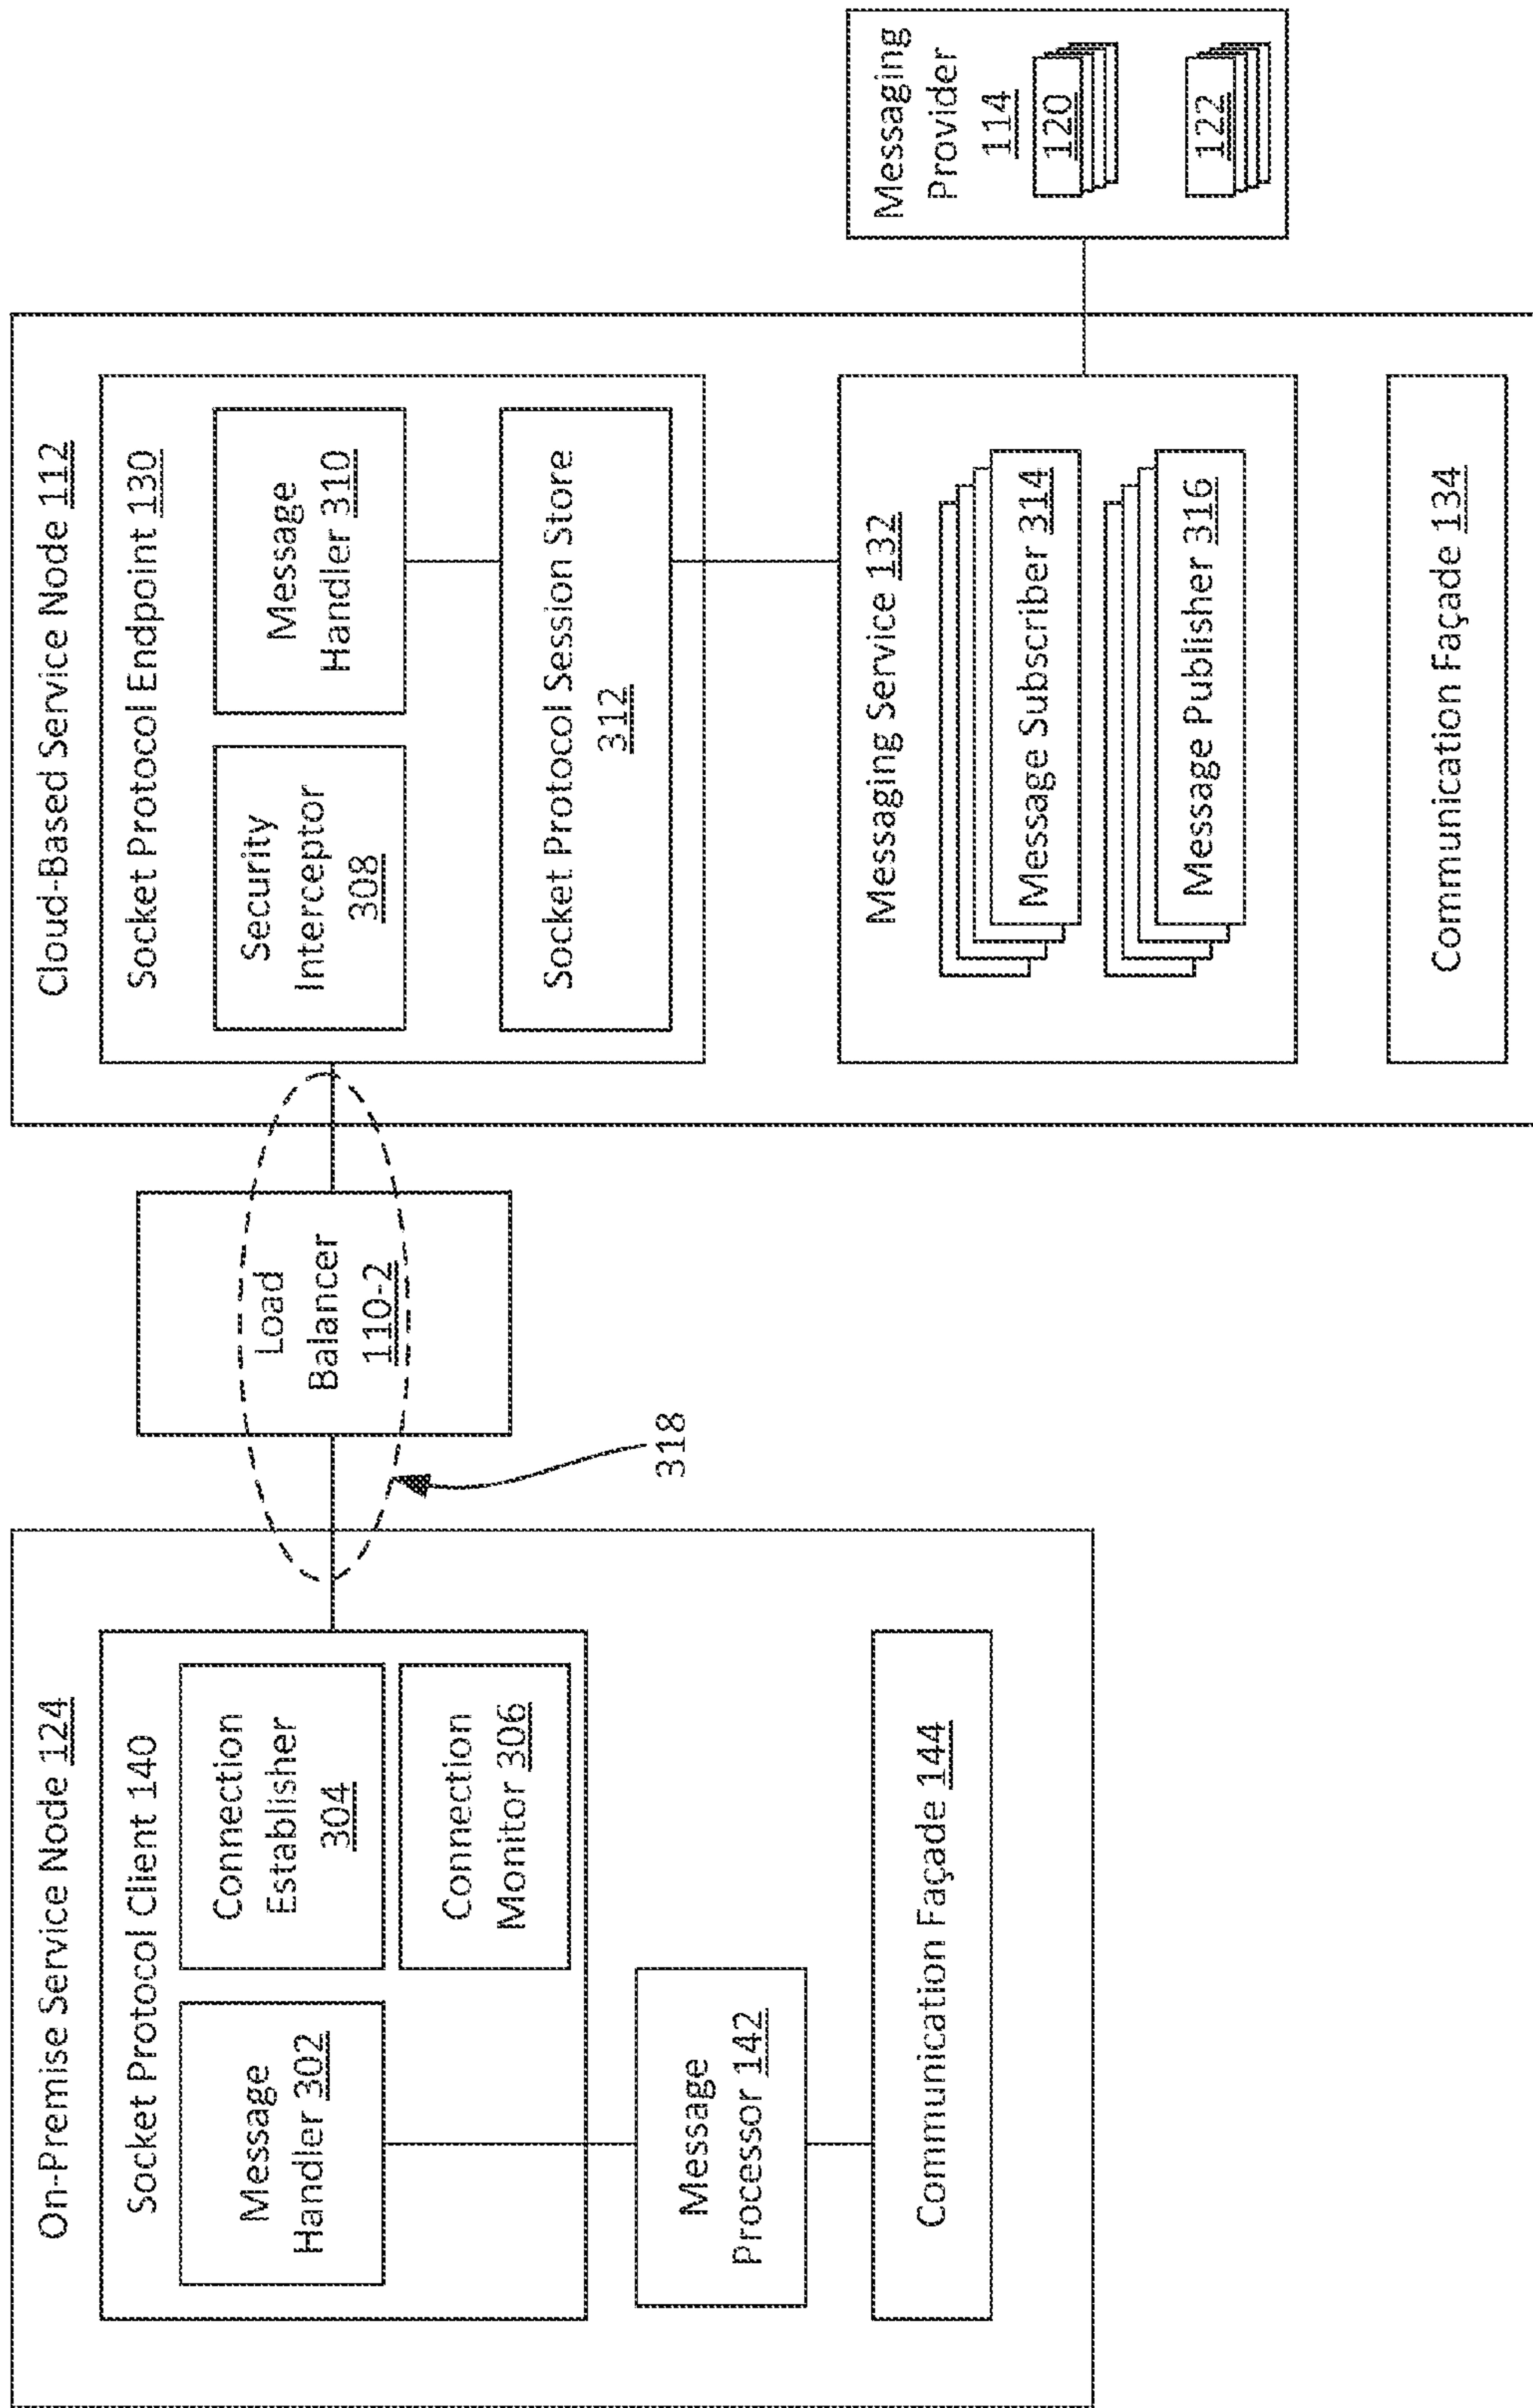 On-Premise Service Node 124
Socket Protocol Client 140
Message
Handler 302
Connection
Establisher
304
Connection
Monitor 306
Message
Processor 142
Communication Façade 144
Load
Balancer
110-2
318
Cloud-Based Service Node 112
Socket Protocol Endpoint 130
Security
Interceptor
308
Message
Handler 310
Socket Protocol Session Store
312
Messaging Service 132
Message Subscriber 314
Message Publisher 316
Communication Façade 134
Messaging
Provider
114
120
122